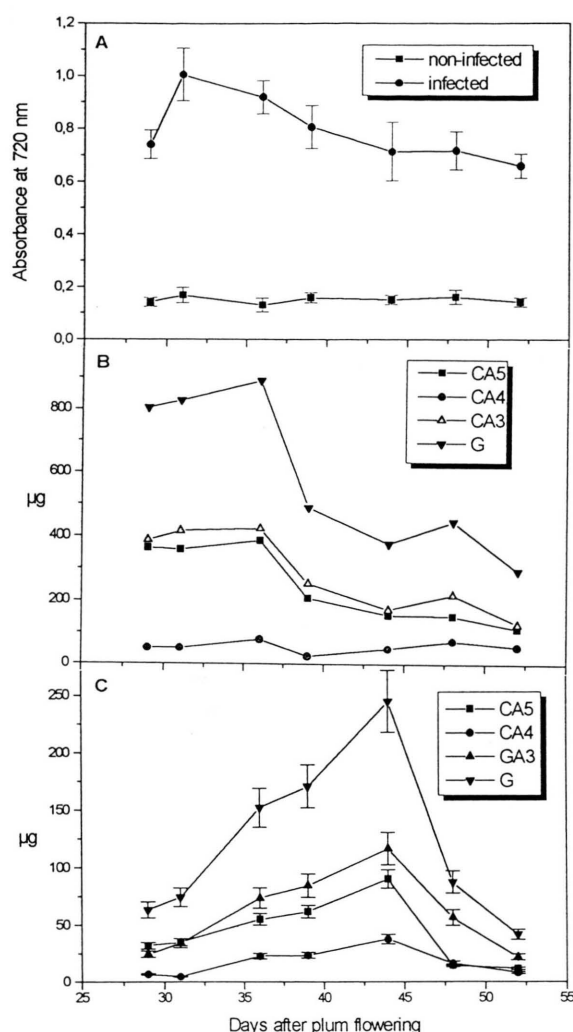 A
non-infected
infected
Absorbance at 720 nm
1,2
1,0
0,8
0,6
0,4
0,2
0,0
B
CA5
CA4
CA3
G
µg
800
600
400
200
0
C
CA5
CA4
GA3
G
µg
250
200
150
100
50
0
25 30 35 40 45 50 55
Days after plum flowering